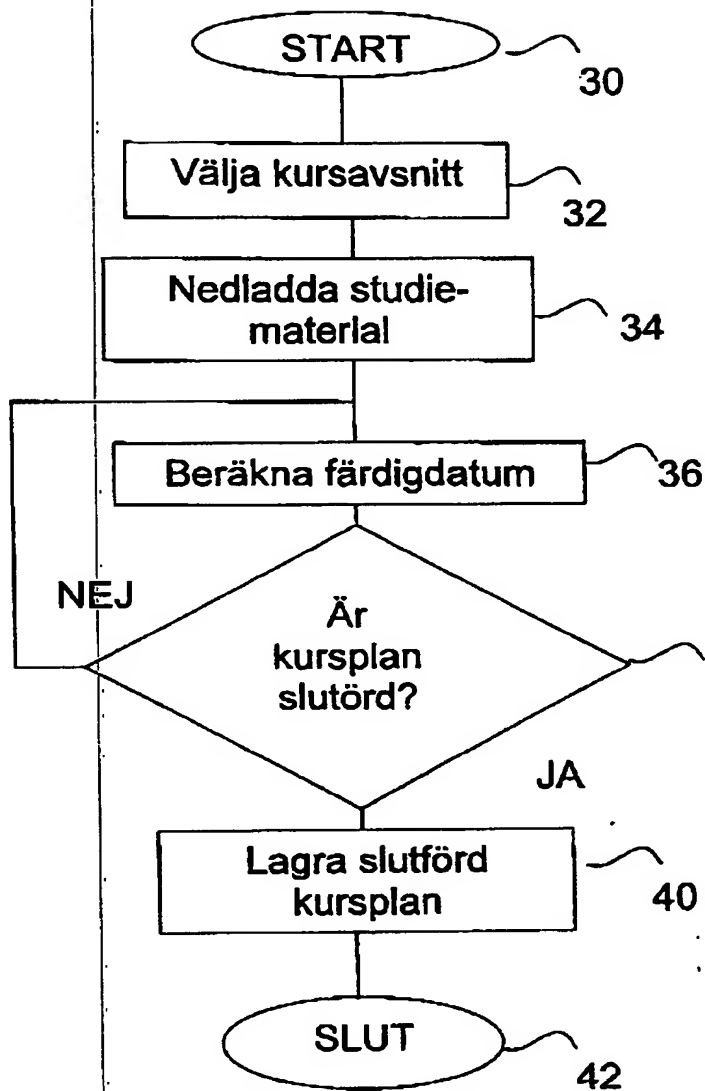 START
30
Välja kursavsnitt
32
Nedladda studie-
material
34
Beräkna färdigdatum
36
NEJ
Är
kursplan
slutörd?
JA
Lagra slutförd
kursplan
40
SLUT
42